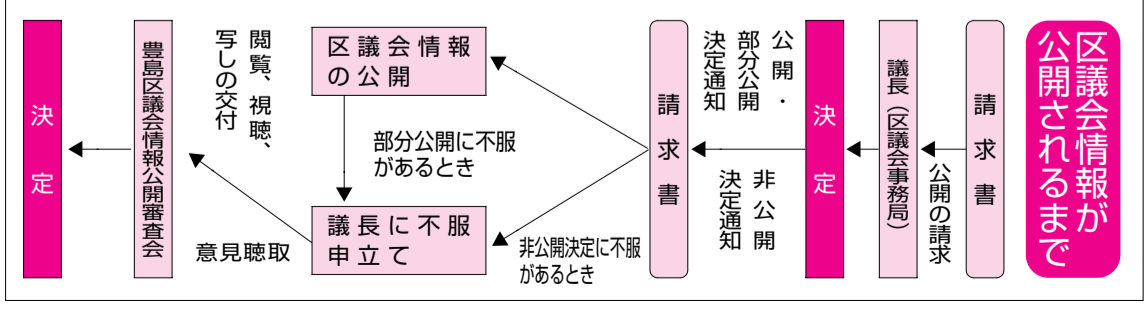 区議会情報が
公開されるまで
請求書
公開の請求
議長（区議会事務局）
決定
公開・
部分公開
決定通知
非公開
決定通知
請求書
区議会情報
の公開
閲覧、視聴、
写しの交付
部分公開に不服
があるとき
非公開決定に不服
があるとき
議長に不服
申立て
意見聴取
豊島区議会情報公開審査会
決定